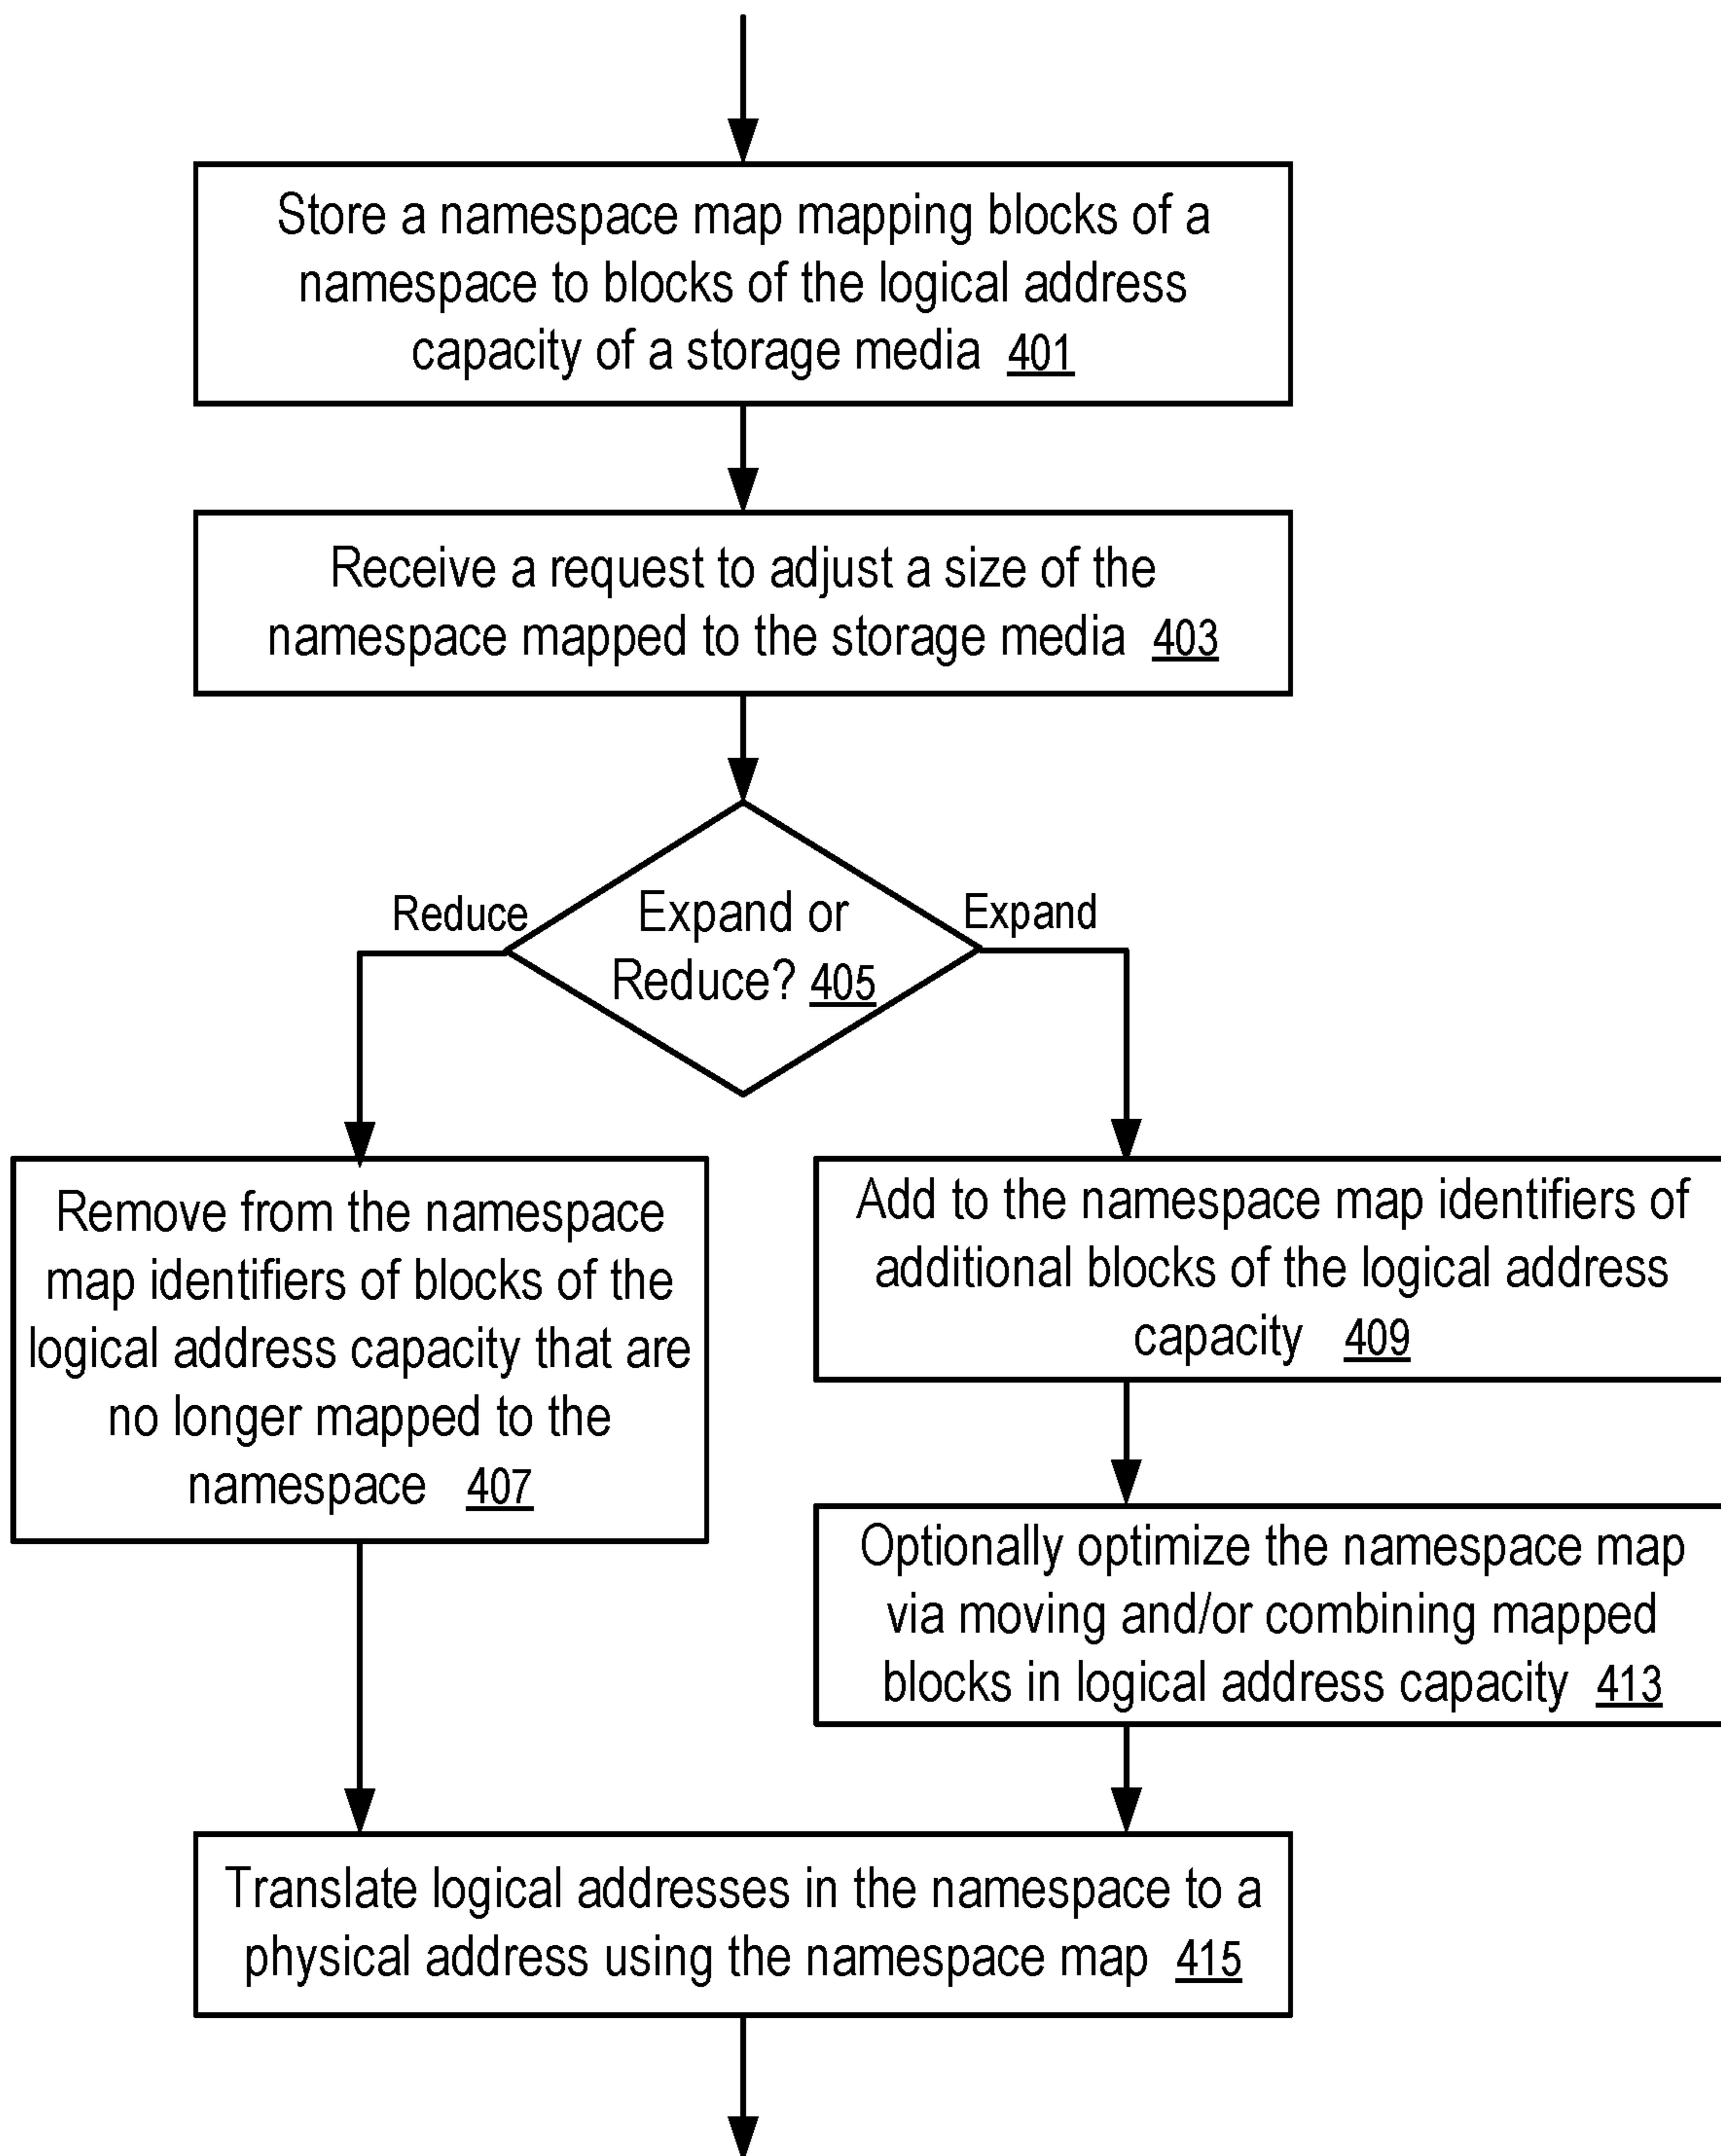 Store a namespace map mapping blocks of a
namespace to blocks of the logical address
capacity of a storage media 401
Receive a request to adjust a size of the
namespace mapped to the storage media 403
Reduce
Expand or
Reduce? 405
Expand
Remove from the namespace
map identifiers of blocks of the
logical address capacity that are
no longer mapped to the
namespace 407
Add to the namespace map identifiers of
additional blocks of the logical address
capacity 409
Optionally optimize the namespace map
via moving and/or combining mapped
blocks in logical address capacity 413
Translate logical addresses in the namespace to a
physical address using the namespace map 415